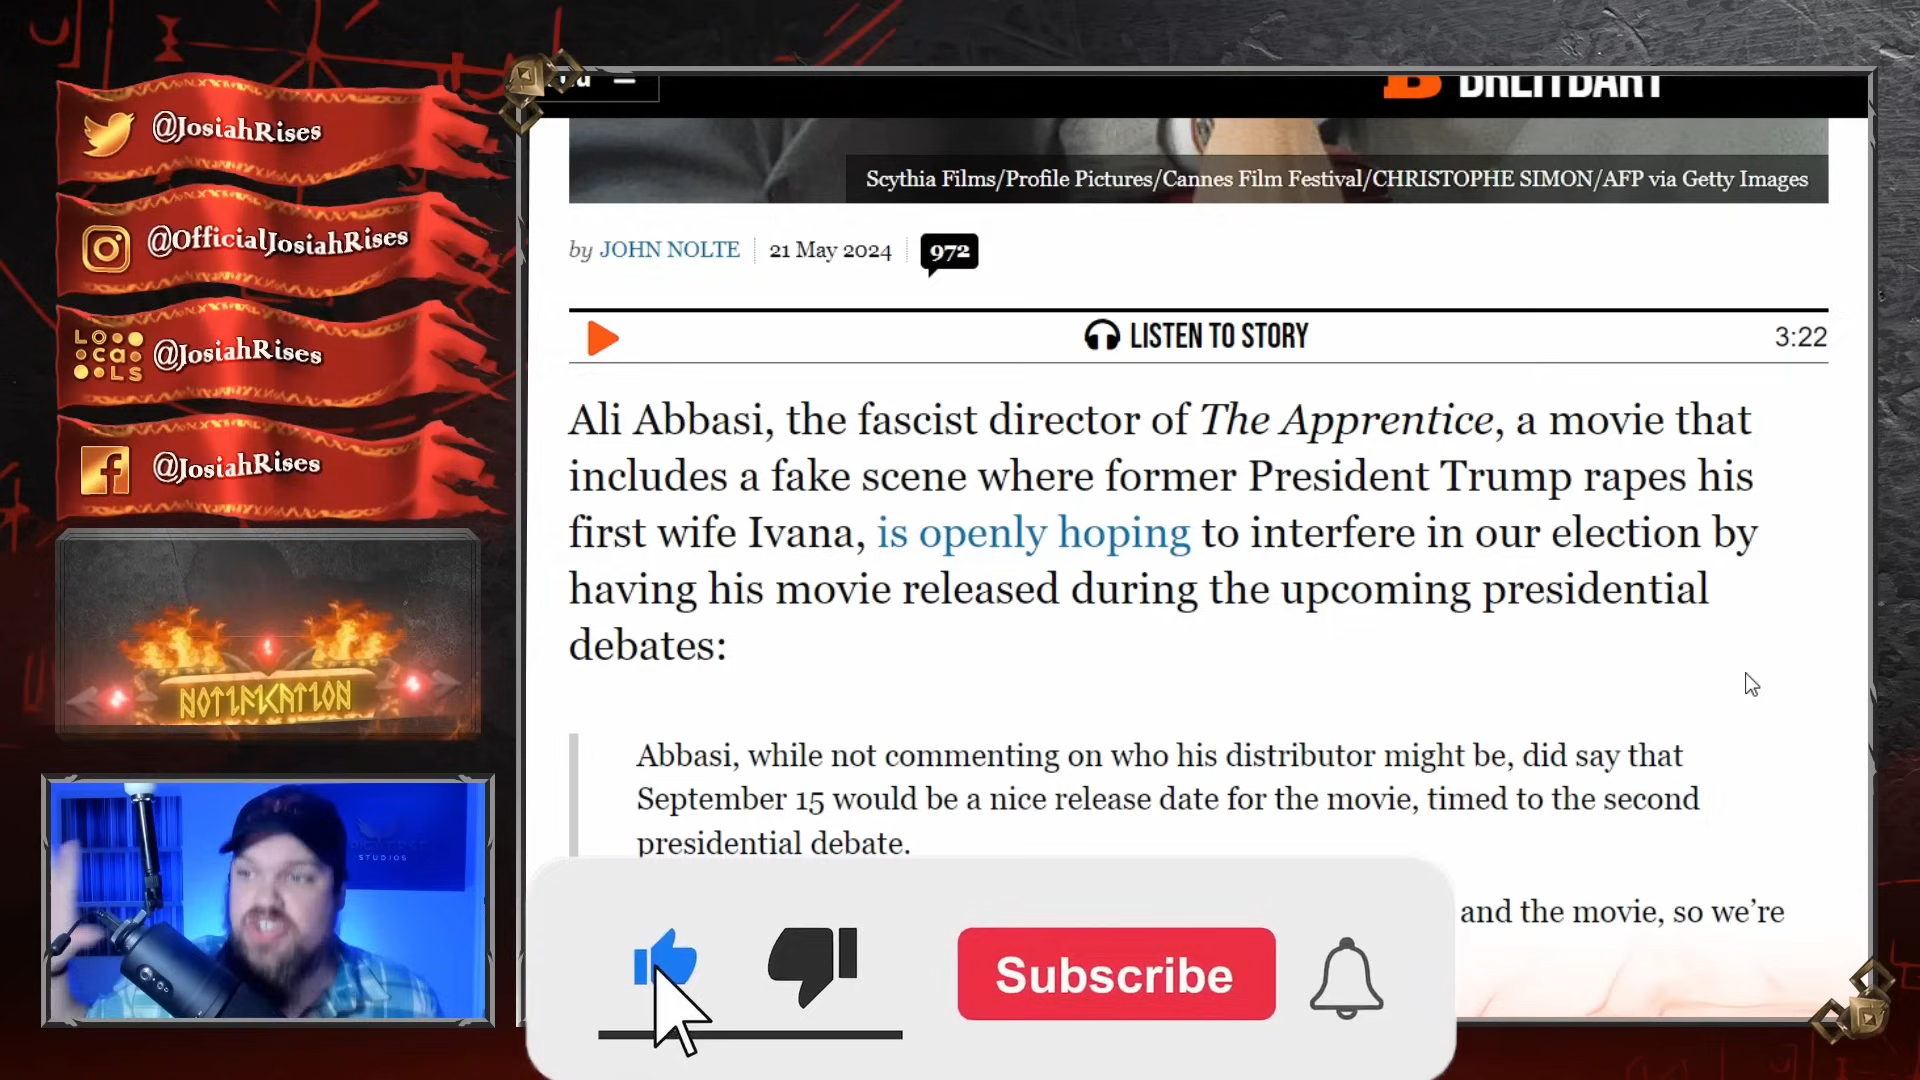 @JosiahRises
@OfficialJosiahRises
LOcaLS
@JosiahRises
@JosiahRises
NOTIFICATION
STUDIOS
BREITBART
Scythia Films/Profile Pictures/Cannes Film Festival/CHRISTOPHE SIMON/AFP via Getty Images
by JOHN NOLTE 21 May 2024 972
LISTEN TO STORY 3:22
Ali Abbasi, the fascist director of The Apprentice, a movie that
includes a fake scene where former President Trump rapes his
first wife Ivana, is openly hoping to interfere in our election by
having his movie released during the upcoming presidential
debates:
Abbasi, while not commenting on who his distributor might be, did say that
September 15 would be a nice release date for the movie, timed to the second
presidential debate.
and the movie, so we’re
Subscribe